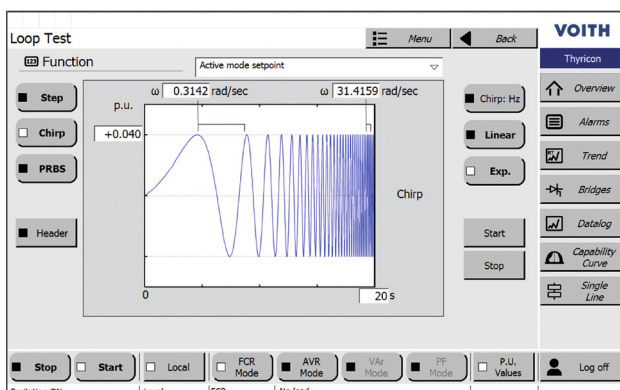 Loop Test
Menu
Back
VOITH
123 Function
Active mode setpoint
Thyricon
Step
Chirp
PRBS
Header
ω 0.3142 rad/sec
ω 31.4159 rad/sec
p.u.
+0.040
Chirp
0
20 s
Chirp: Hz
Linear
Exp.
Start
Stop
Overview
Alarms
Trend
Bridges
Datalog
Capability
Curve
Single
Line
Stop
Start
Local
FCR
Mode
AVR
Mode
VAr
Mode
PF
Mode
P.U.
Values
Log off